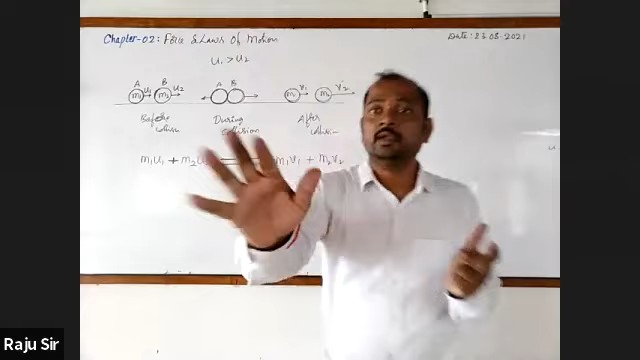 Chapter-02: Force & Laws Of Motion
Date: 23.08.2021
U₁ > U₂
A B A B
m₁ U₁ m₂ U₂ m₁ V₁ m₂ V₂
Before During After
Collision Collision Collision
m₁U₁ + m₂U m₁V₁ + m₂V₂
Raju Sir